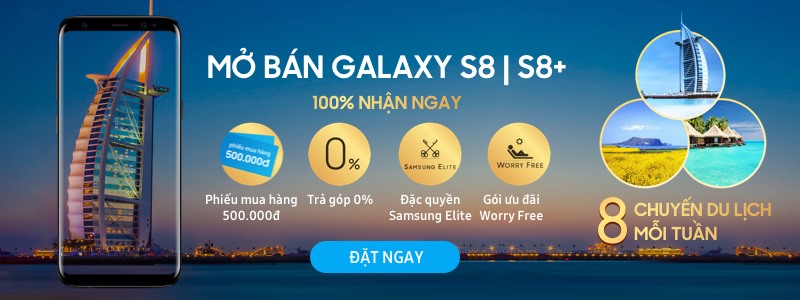 MỞ BÁN GALAXY S8 | S8+
100% NHẬN NGAY
phiếu mua hàng
500.000đ
0%
SAMSUNG ELITE
WORRY FREE
Phiếu mua hàng
500.000đ
Trả góp 0%
Đặc quyền
Samsung Elite
Gói ưu đãi
Worry Free
8 CHUYẾN DU LỊCH
MỖI TUẦN
ĐẶT NGAY